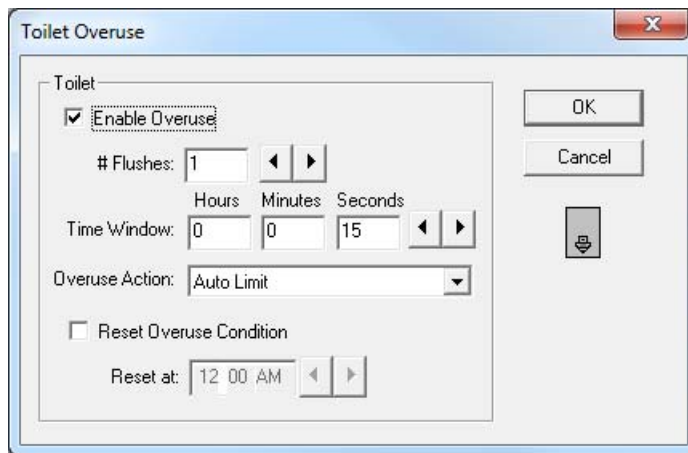 Toilet Overuse
Toilet
Enable Overuse
# Flushes: 1
Hours Minutes Seconds
Time Window: 0 0 15
Overuse Action: Auto Limit
Reset Overuse Condition
Reset at: 12 00 AM
OK
Cancel